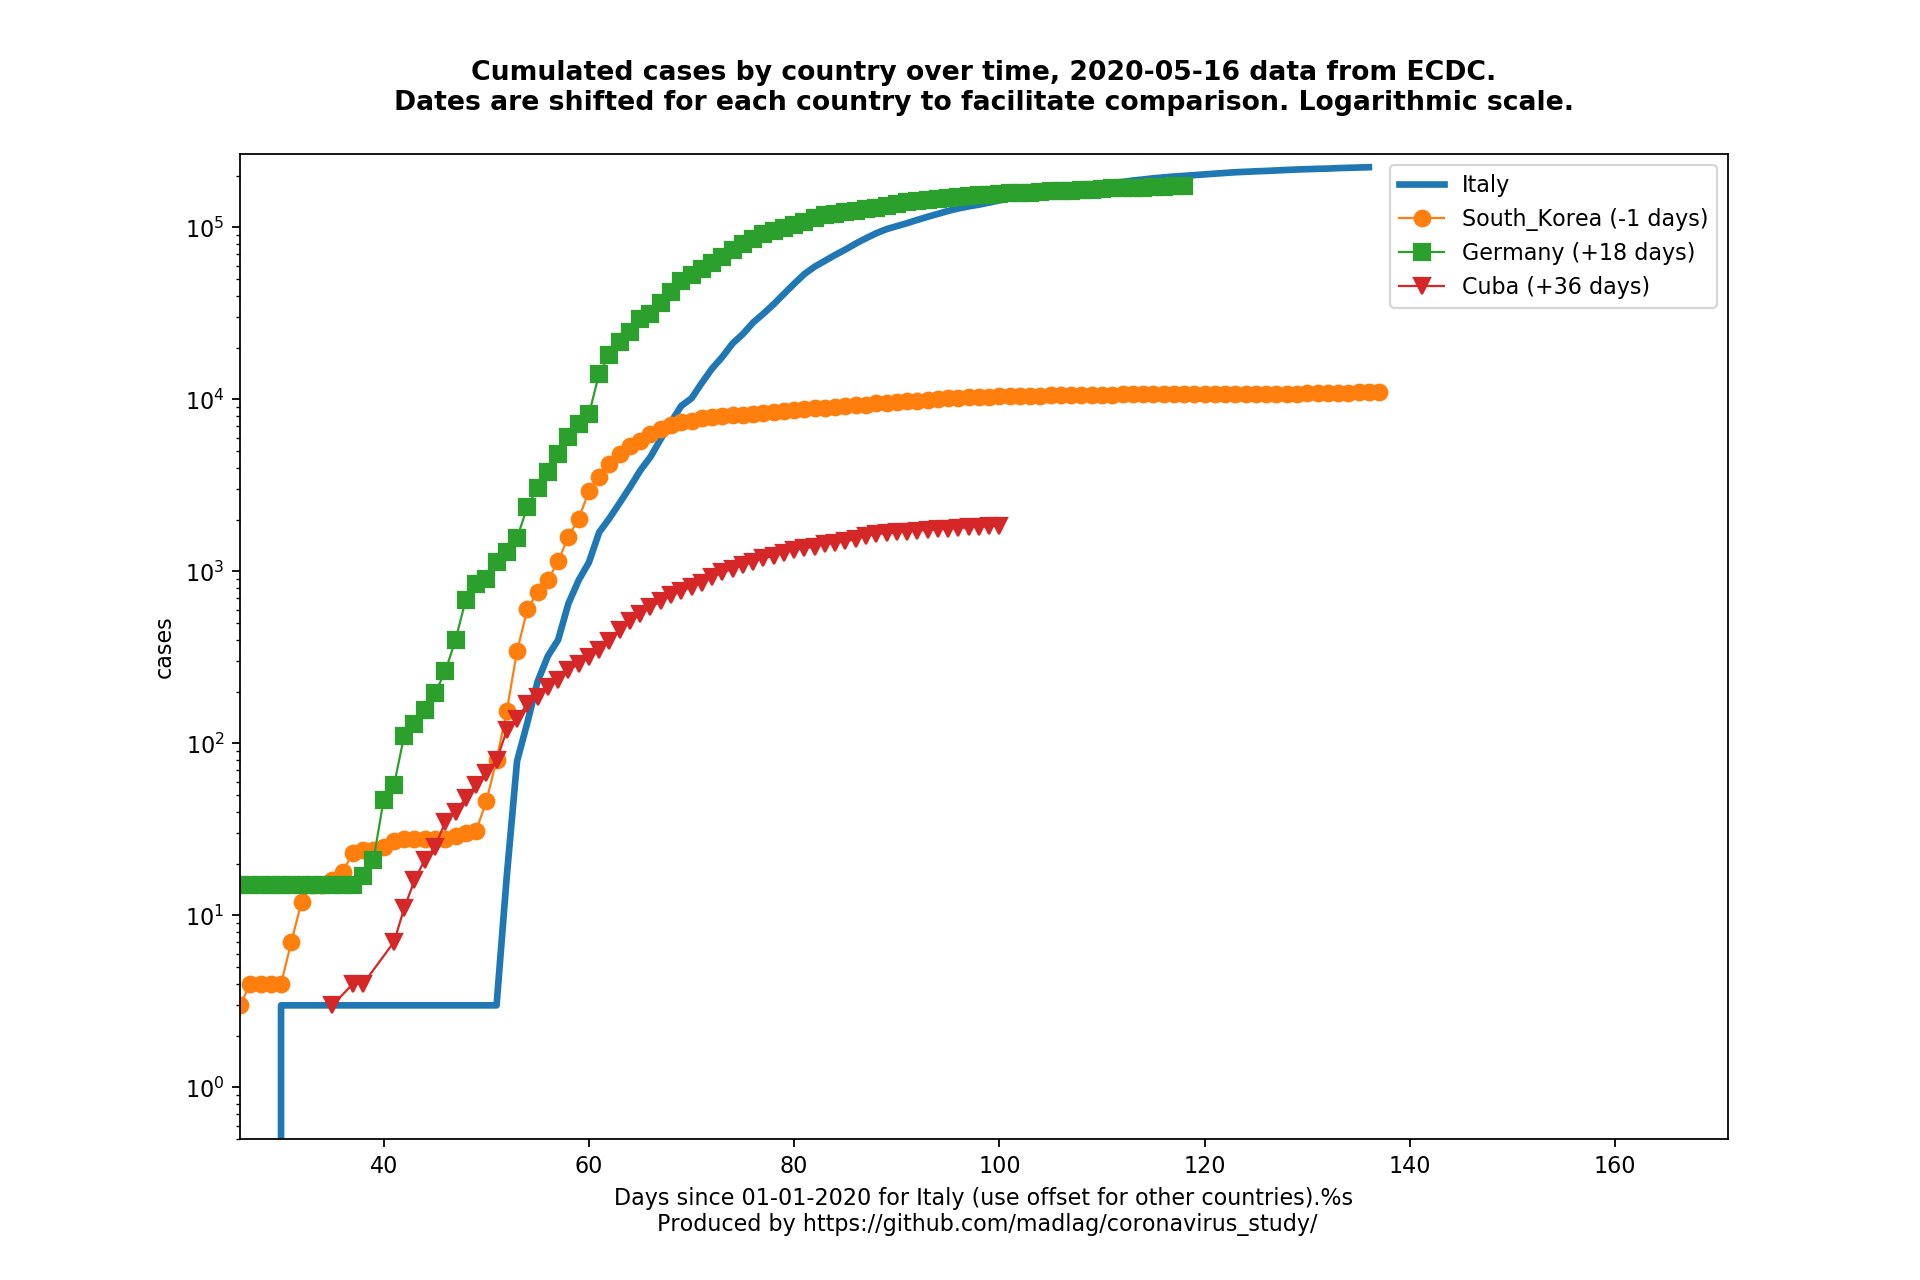 Cumulated cases by country over time, 2020-05-16 data from ECDC.
Dates are shifted for each country to facilitate comparison. Logarithmic scale.
Italy
South_Korea (-1 days)
Germany (+18 days)
Cuba (+36 days)
10^5
10^4
10^3
10^2
10^1
10^0
cases
40 60 80 100 120 140 160
Days since 01-01-2020 for Italy (use offset for other countries).%s
Produced by https://github.com/madlag/coronavirus_study/